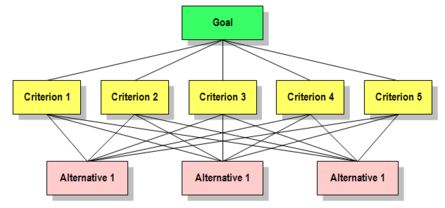 Goal
Criterion 1
Criterion 2
Criterion 3
Criterion 4
Criterion 5
Alternative 1
Alternative 1
Alternative 1